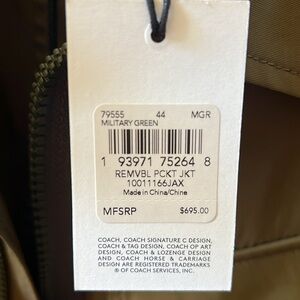 79555 44 MGR
MILITARY GREEN
1 93971 75264 8
REMVBL PCKT JKT
10011166JAX
Made in China/Chine
MFSRP $695.00
COACH, COACH SIGNATURE C DESIGN,
COACH & TAG DESIGN, COACH OP ART
DESIGN, COACH & LOZENGE DESIGN
AND COACH HORSE & CARRIAGE
DESIGN ARE REGISTERED TRADEMARKS
® OF COACH SERVICES, INC.